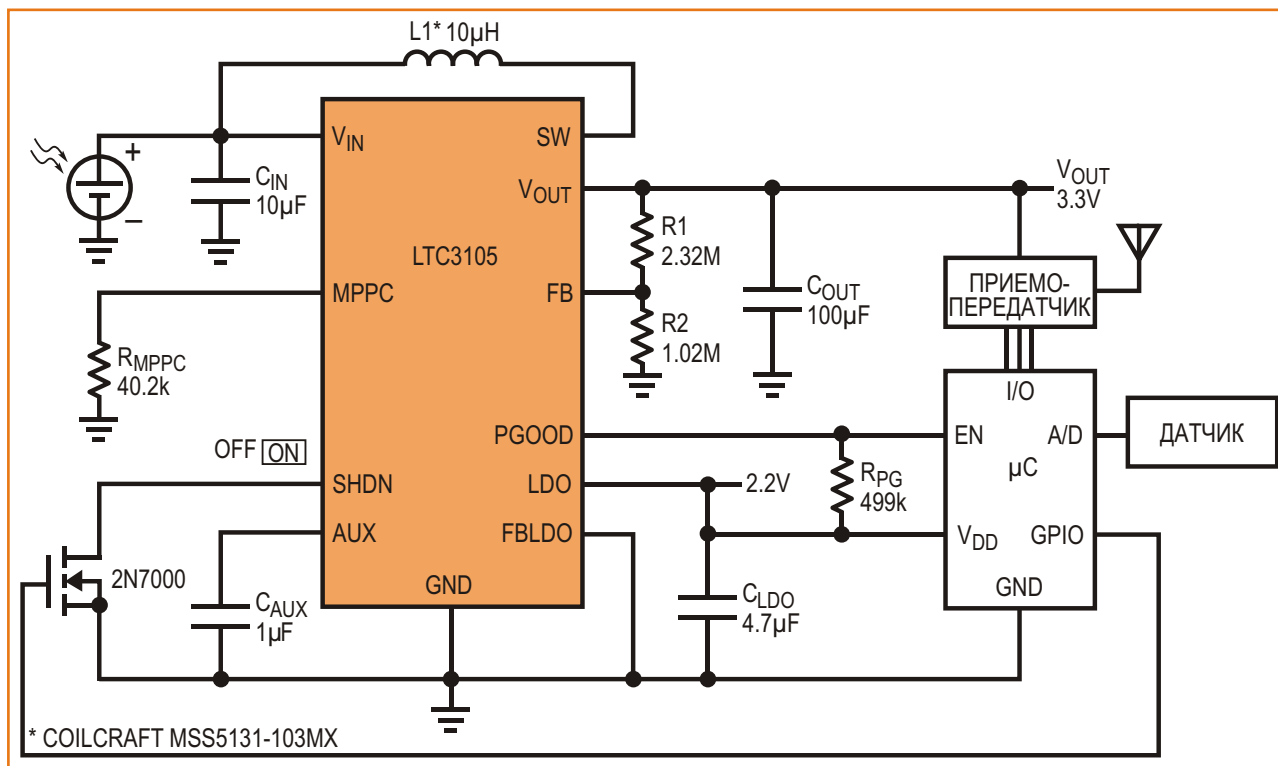 L1* 10µH
VIN
SW
+
–
CIN
10µF
VOUT
VOUT
3.3V
R1
2.32M
LTC3105
MPPC
FB
COUT
100µF
ПРИЕМО-
ПЕРЕДАТЧИК
R2
1.02M
RMPPC
40.2k
I/O
OFF ON
PGOOD
EN
A/D
ДАТЧИК
µC
RPG
499k
SHDN
LDO
2.2V
AUX
FBLDO
VDD
GPIO
2N7000
GND
GND
CAUX
1µF
CLDO
4.7µF
* COILCRAFT MSS5131-103MX